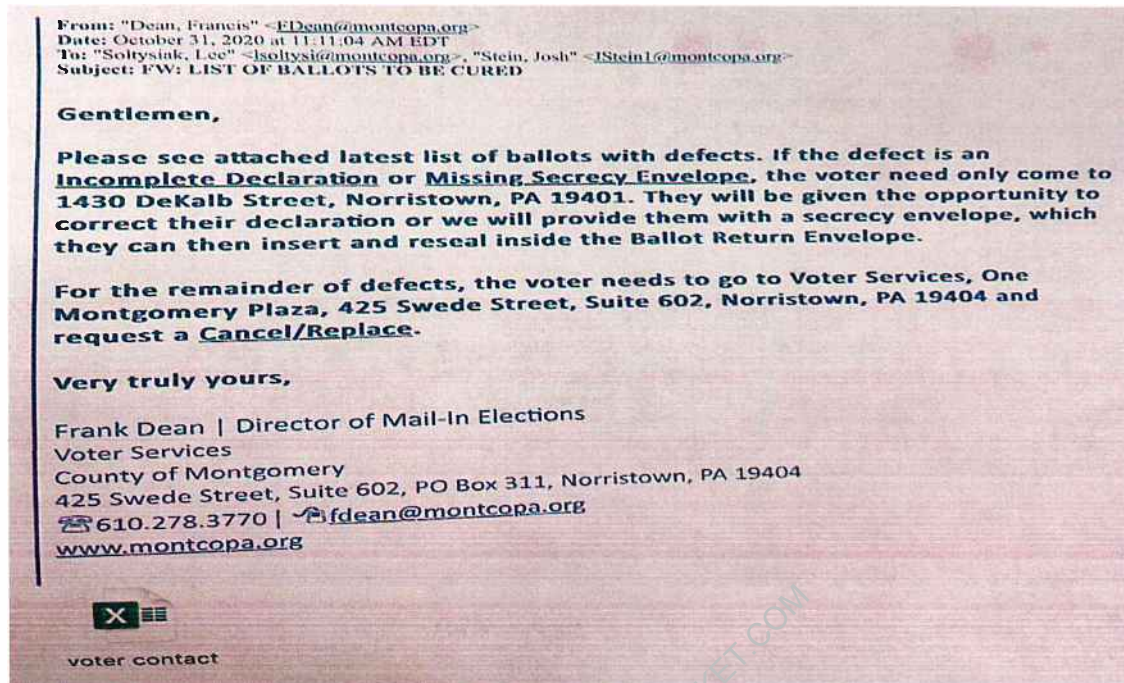 From: "Dean, Francis" <FDean@montcopa.org>
Date: October 31, 2020 at 11:11:04 AM EDT
To: "Soltysiak, Lee" <lsoltysi@montcopa.org>, "Stein, Josh" <JStein1@montcopa.org>
Subject: FW: LIST OF BALLOTS TO BE CURED
Gentlemen,
Please see attached latest list of ballots with defects. If the defect is an
Incomplete Declaration or Missing Secrecy Envelope, the voter need only come to
1430 DeKalb Street, Norristown, PA 19401. They will be given the opportunity to
correct their declaration or we will provide them with a secrecy envelope, which
they can then insert and reseal inside the Ballot Return Envelope.
For the remainder of defects, the voter needs to go to Voter Services, One
Montgomery Plaza, 425 Swede Street, Suite 602, Norristown, PA 19404 and
request a Cancel/Replace.
Very truly yours,
Frank Dean | Director of Mail-In Elections
Voter Services
County of Montgomery
425 Swede Street, Suite 602, PO Box 311, Norristown, PA 19404
☎610.278.3770 | fdean@montcopa.org
www.montcopa.org
voter contact